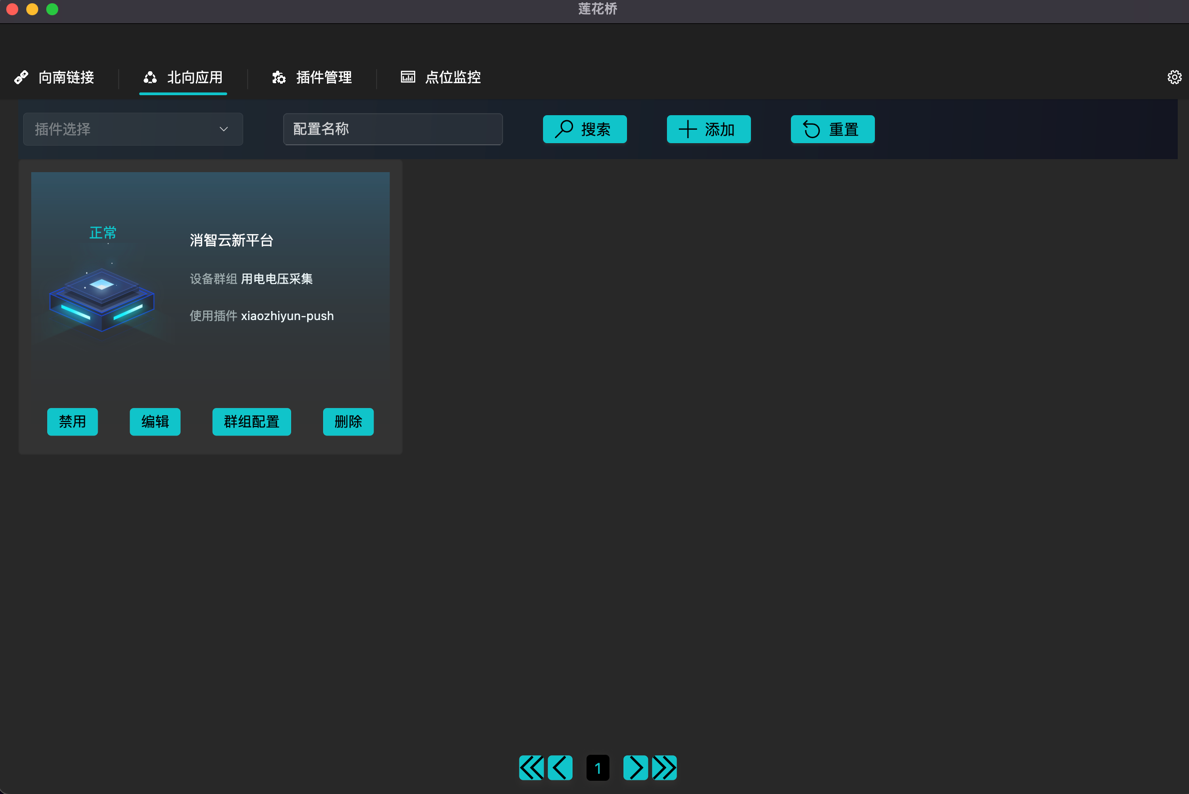 莲花桥
向南链接
北向应用
插件管理
点位监控
插件选择
配置名称
搜索
添加
重置
正常
消智云新平台
设备群组 用电电压采集
使用插件 xiaozhiyun-push
禁用
编辑
群组配置
删除
1